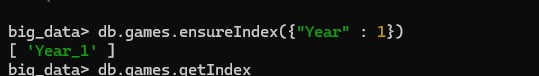 big_data> db.games.ensureIndex({"Year" : 1})
[ 'Year_1' ]
big_data> db.games.getIndex